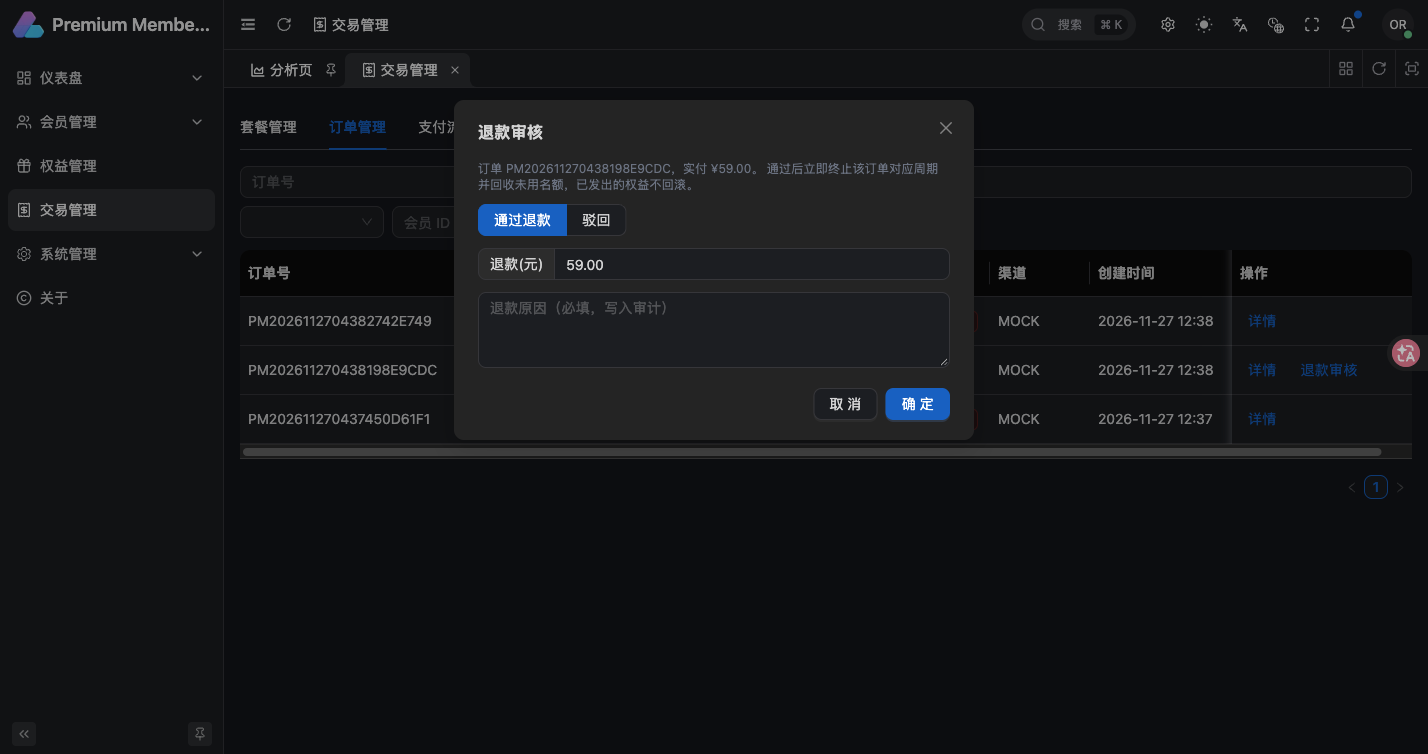 Premium Membe...
交易管理
搜索 ⌘ K
OR
仪表盘
会员管理
权益管理
交易管理
系统管理
关于
分析页
交易管理
套餐管理
订单管理
支付流
订单号
会员 ID
订单号
渠道
创建时间
操作
PM2026112704382742E749
MOCK
2026-11-27 12:38
详情
PM202611270438198E9CDC
MOCK
2026-11-27 12:38
详情
退款审核
PM202611270437450D61F1
MOCK
2026-11-27 12:37
详情
1
退款审核
订单 PM202611270438198E9CDC，实付 ¥59.00。 通过后立即终止该订单对应周期
并回收未用名额，已发出的权益不回滚。
通过退款
驳回
退款(元)
59.00
退款原因（必填，写入审计）
取 消
确 定